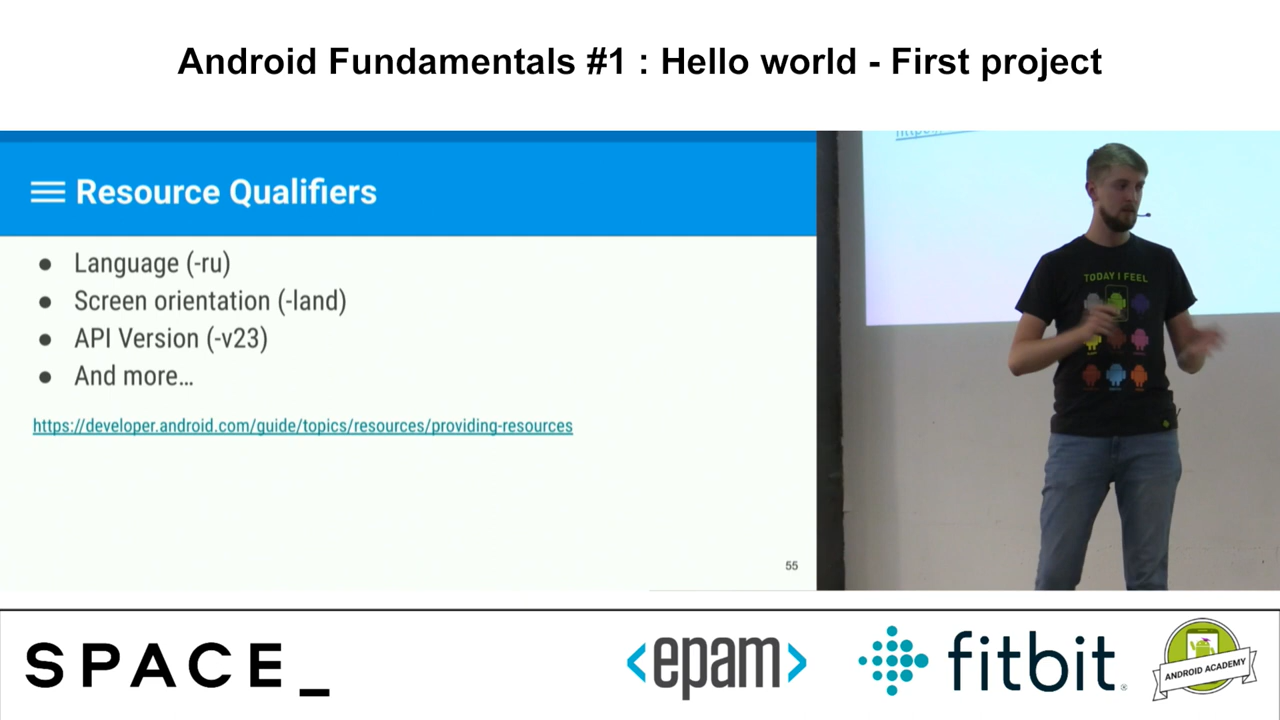 Android Fundamentals #1 : Hello world - First project
Resource Qualifiers
● Language (-ru)
● Screen orientation (-land)
● API Version (-v23)
● And more…
https://developer.android.com/guide/topics/resources/providing-resources
55
TODAY I FEEL
SPACE_
<epam>
fitbit®
ANDROID ACADEMY